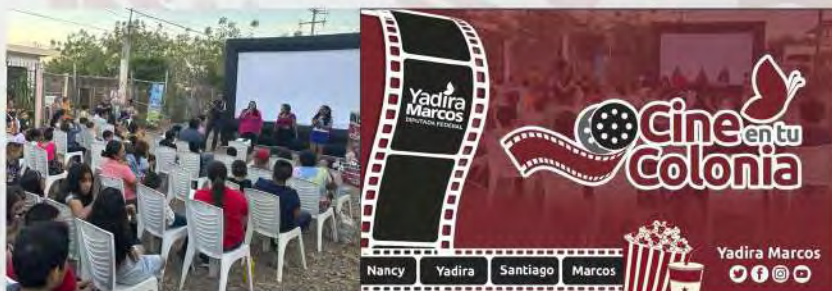 Yadira
Marcos
DIPUTADA FEDERAL
Cine en tu
Colonia
Nancy Yadira Santiago Marcos
Yadira Marcos